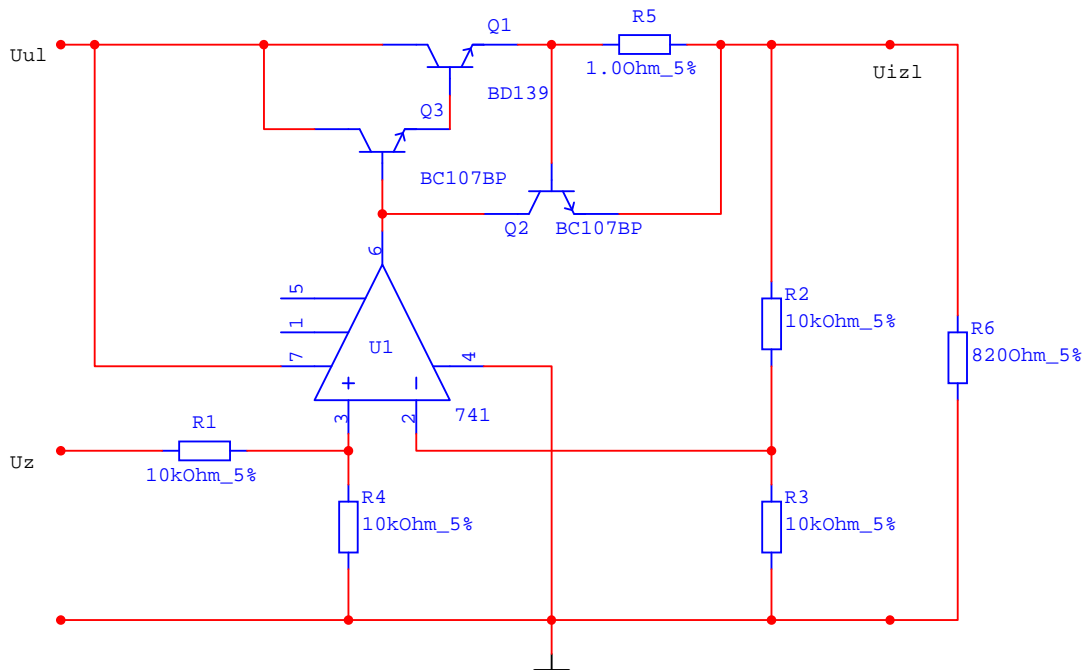 Q1
R5
Uul
1.0Ohm_5%
Uizl
BD139
Q3
BC107BP
Q2
BC107BP
6
5
1
7
U1
4
+
−
741
3
2
R2
10kOhm_5%
R6
820Ohm_5%
R1
Uz
10kOhm_5%
R4
10kOhm_5%
R3
10kOhm_5%